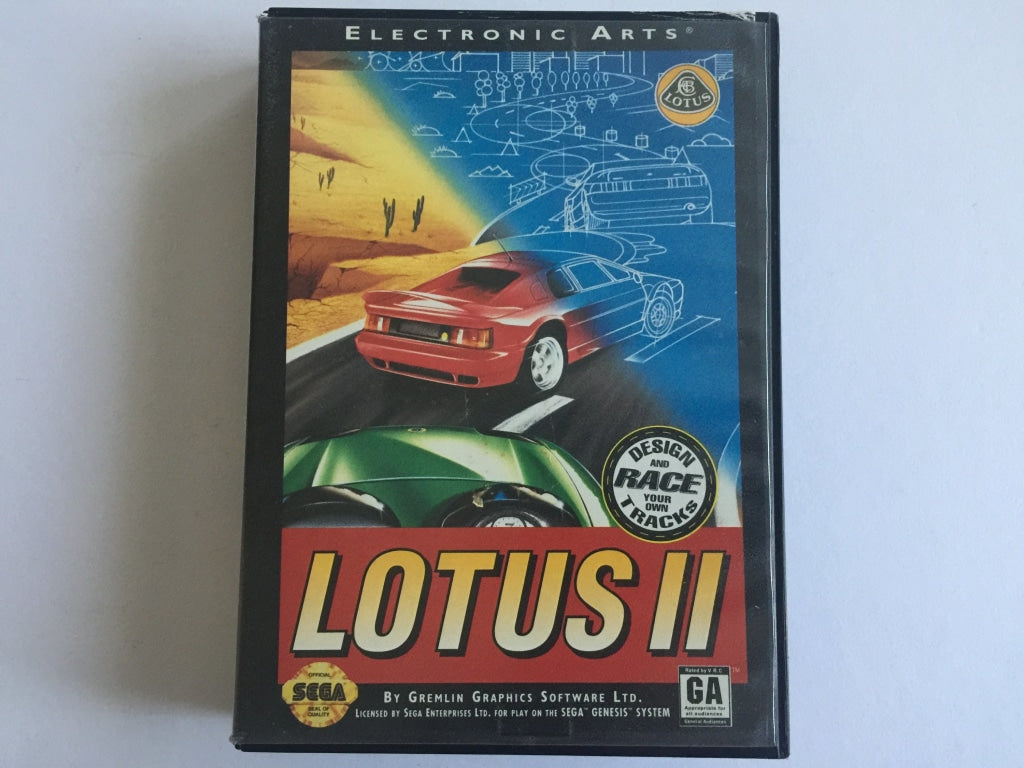 ELECTRONIC ARTS®
LOTUS
DESIGN
AND
RACE
YOUR
OWN
TRACKS
LOTUS II
TM
OFFICIAL
SEGA
SEAL OF
QUALITY
BY GREMLIN GRAPHICS SOFTWARE LTD.
LICENSED BY SEGA ENTERPRISES LTD. FOR PLAY ON THE SEGA™ GENESIS™ SYSTEM
Rated by V.R.C.
GA
Appropriate for
all audiences
General Audiences